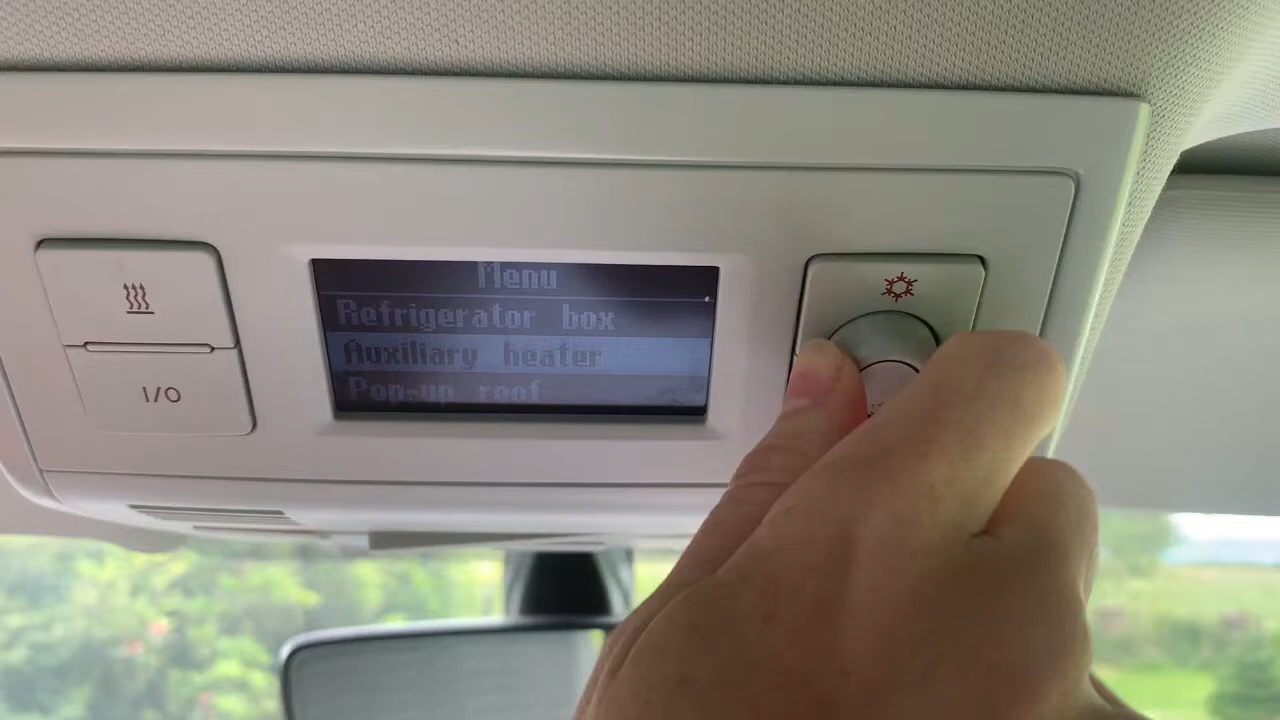 Menu
Refrigerator box
Auxiliary heater
Pop-up roof
I/O